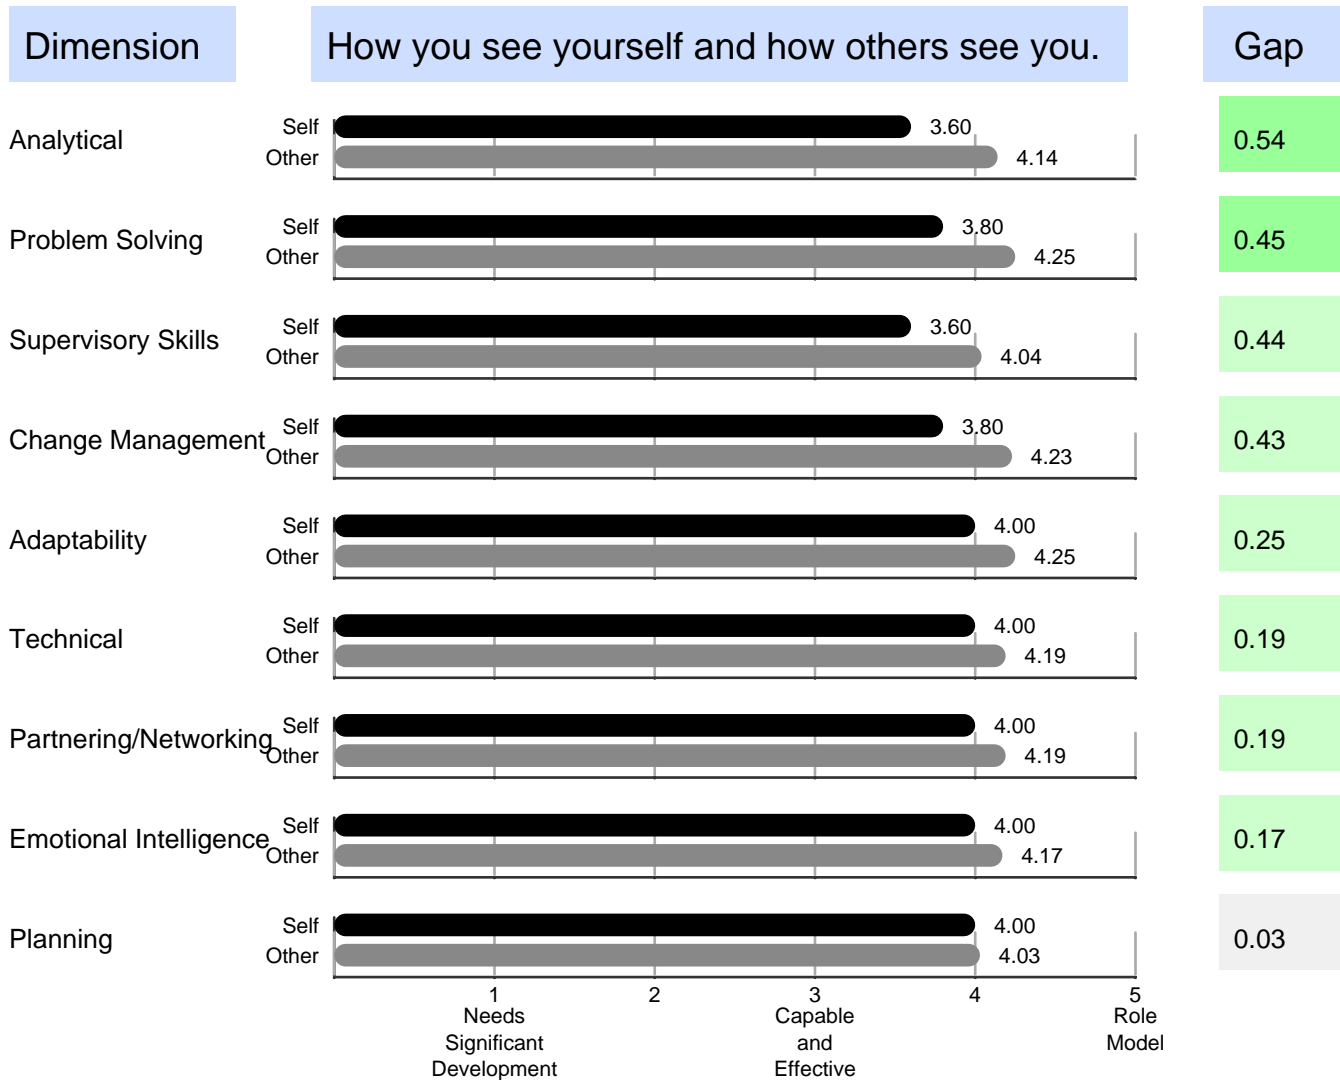 Dimension
How you see yourself and how others see you.
Gap
Analytical
Self
3.60
Other
4.14
0.54
Problem Solving
Self
3.80
Other
4.25
0.45
Supervisory Skills
Self
3.60
Other
4.04
0.44
Change Management
Self
3.80
Other
4.23
0.43
Adaptability
Self
4.00
Other
4.25
0.25
Technical
Self
4.00
Other
4.19
0.19
Partnering/Networking
Self
4.00
Other
4.19
0.19
Emotional Intelligence
Self
4.00
Other
4.17
0.17
Planning
Self
4.00
Other
4.03
0.03
1
Needs
Significant
Development
2
3
Capable
and
Effective
4
5
Role
Model